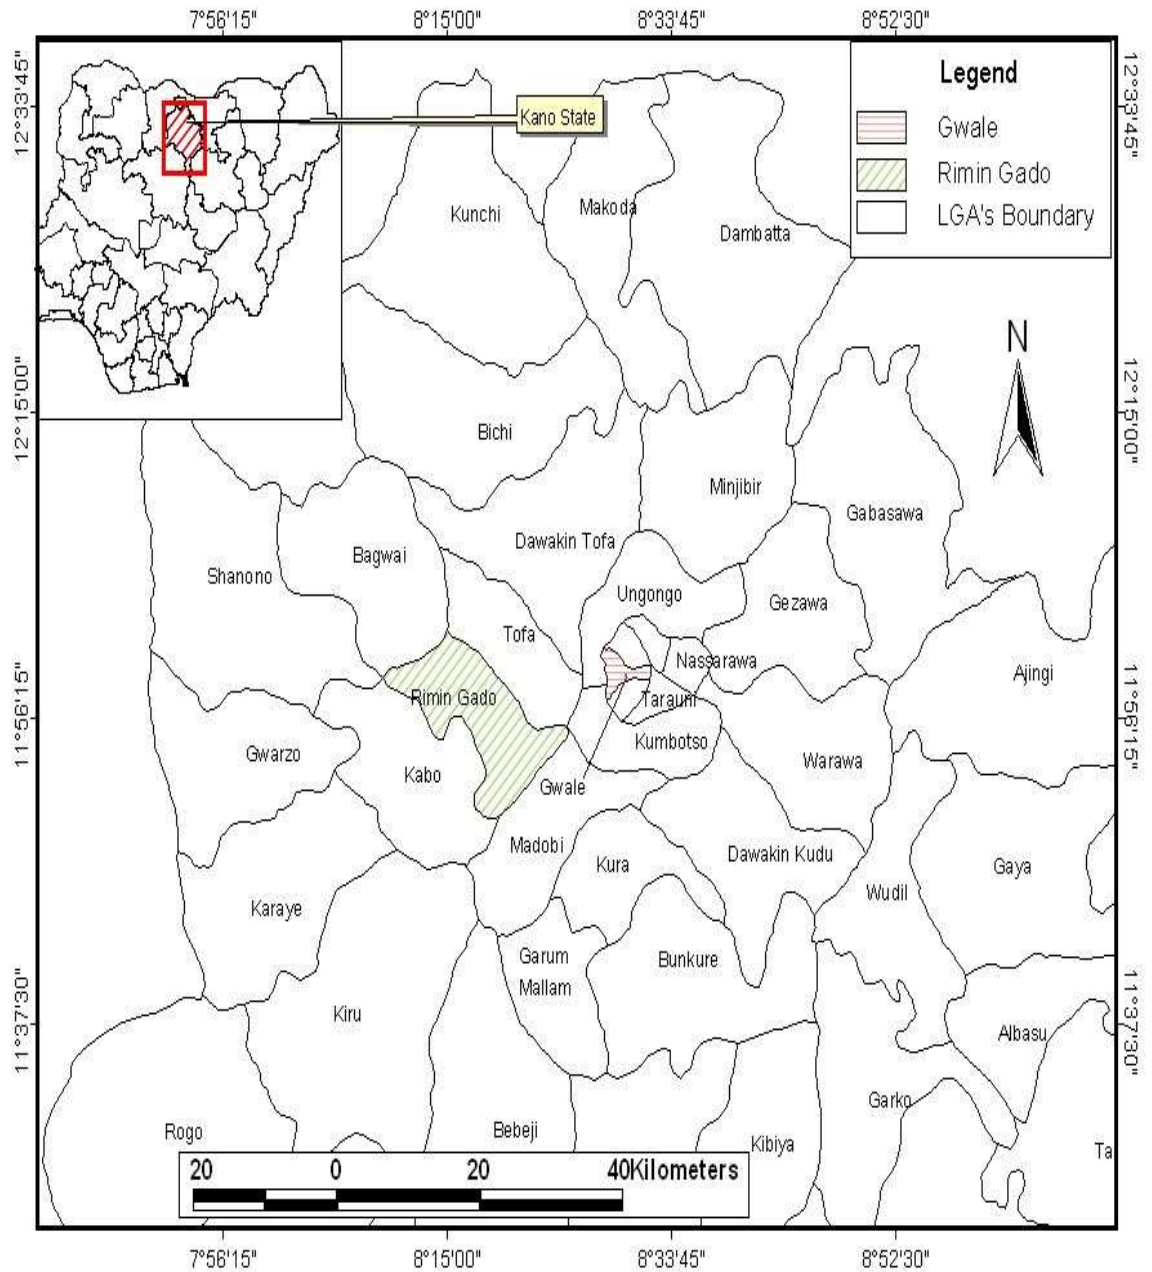 7°56'15"
8°15'00"
8°33'45"
8°52'30"
12°33'45"
12°33'45"
Legend
Gwale
Rimin Gado
LGA's Boundary
Kano State
Kunchi
Makoda
Dambatta
N
12°15'00"
12°15'00"
Bichi
Minjibir
Gabasawa
Dawakin Tofa
Bagwai
Shanono
Ungongo
Gezawa
Tofa
Nassarawa
Ajingi
Rimin Gado
Tarauni
11°56'15"
11°56'15"
Kumbotso
Gwarzo
Warawa
Kabo
Gwale
Madobi
Kura
Dawakin Kudu
Gaya
Wudil
Karaye
Garum
Mallam
Bunkure
Kiru
11°37'30"
11°37'30"
Albasu
Garko
Rogo
Bebeji
Kibiya
Ta
20 0 20 40Kilometers
7°56'15"
8°15'00"
8°33'45"
8°52'30"